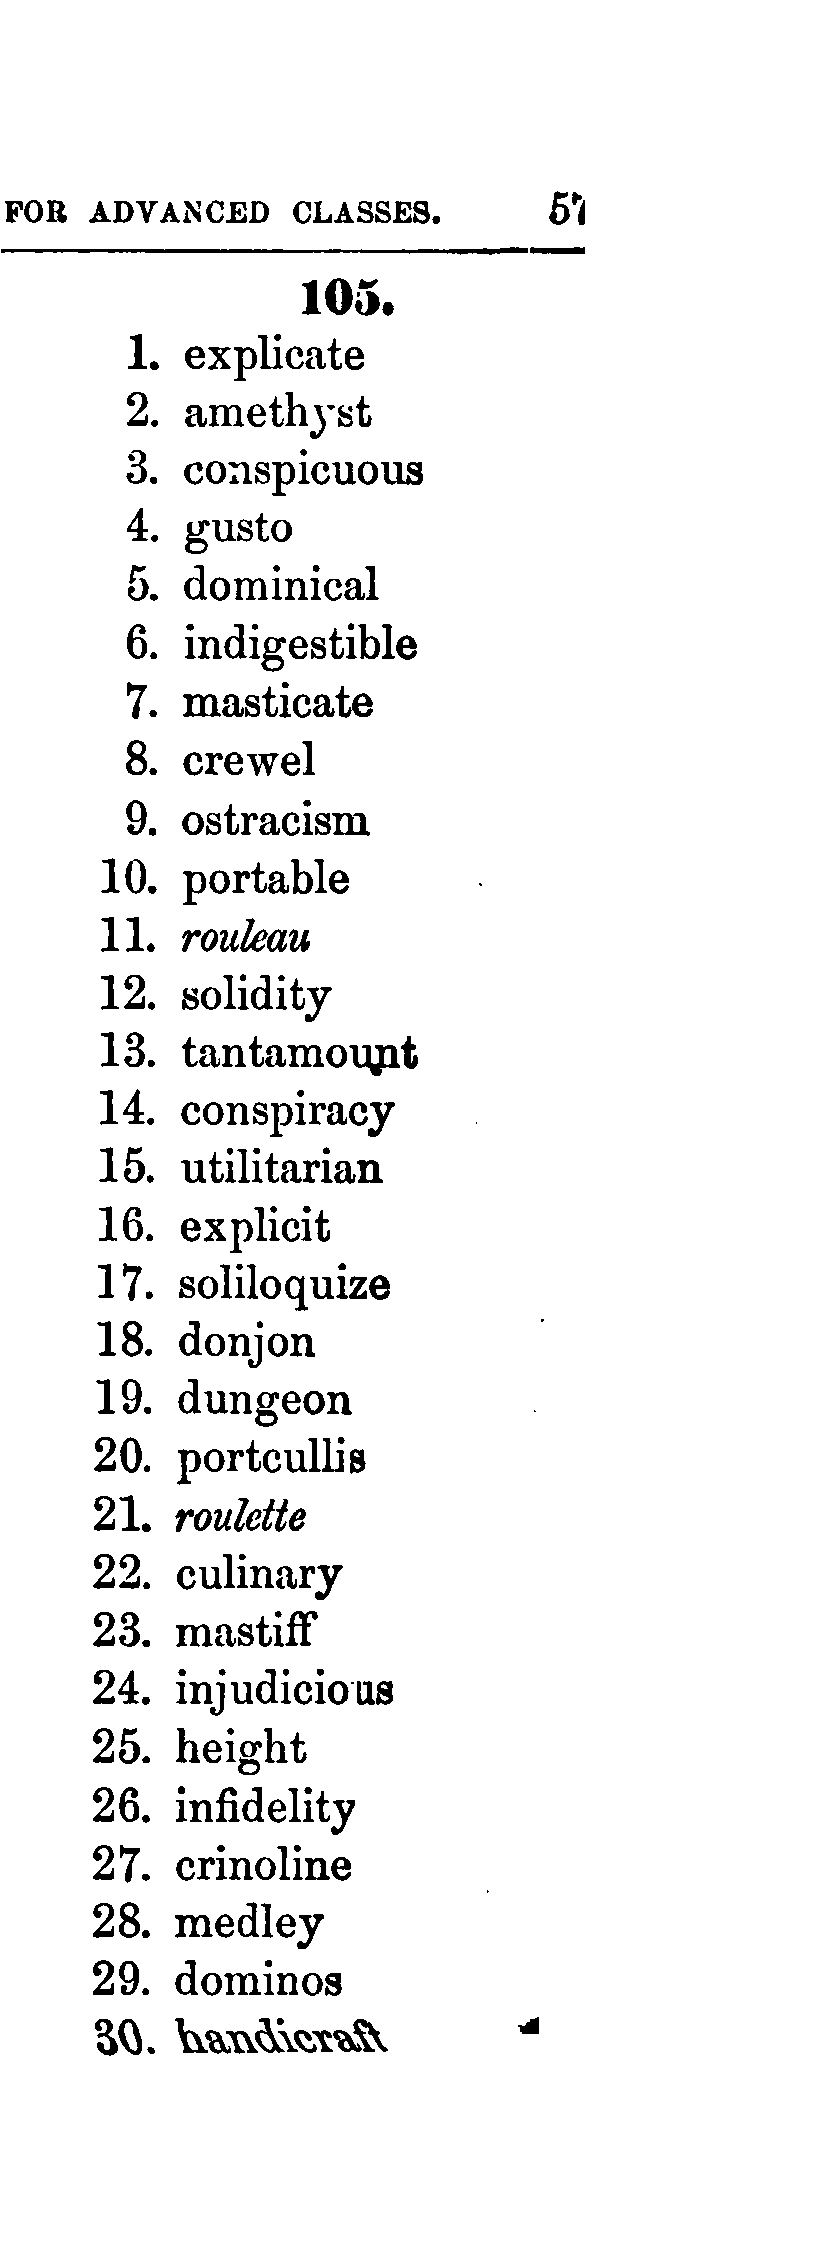 FOR ADVANCED CLASSES. 57
105.
1. explicate
2. amethyst
3. conspicuous
4. gusto
5. dominical
6. indigestible
7. masticate
8. crewel
9. ostracism
10. portable
11. rouleau
12. solidity
13. tantamount
14. conspiracy
15. utilitarian
16. explicit
17. soliloquize
18. donjon
19. dungeon
20. portcullis
21. roulette
22. culinary
23. mastiff
24. injudicious
25. height
26. infidelity
27. crinoline
28. medley
29. dominos
30. handicraft